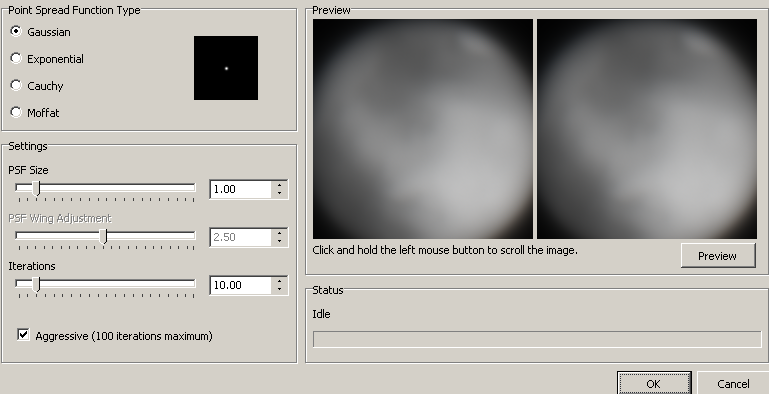 Point Spread Function Type
Gaussian
Exponential
Cauchy
Moffat
Settings
PSF Size
1.00
PSF Wing Adjustment
2.50
Iterations
10.00
Aggressive (100 iterations maximum)
Preview
Click and hold the left mouse button to scroll the image.
Preview
Status
Idle
OK
Cancel